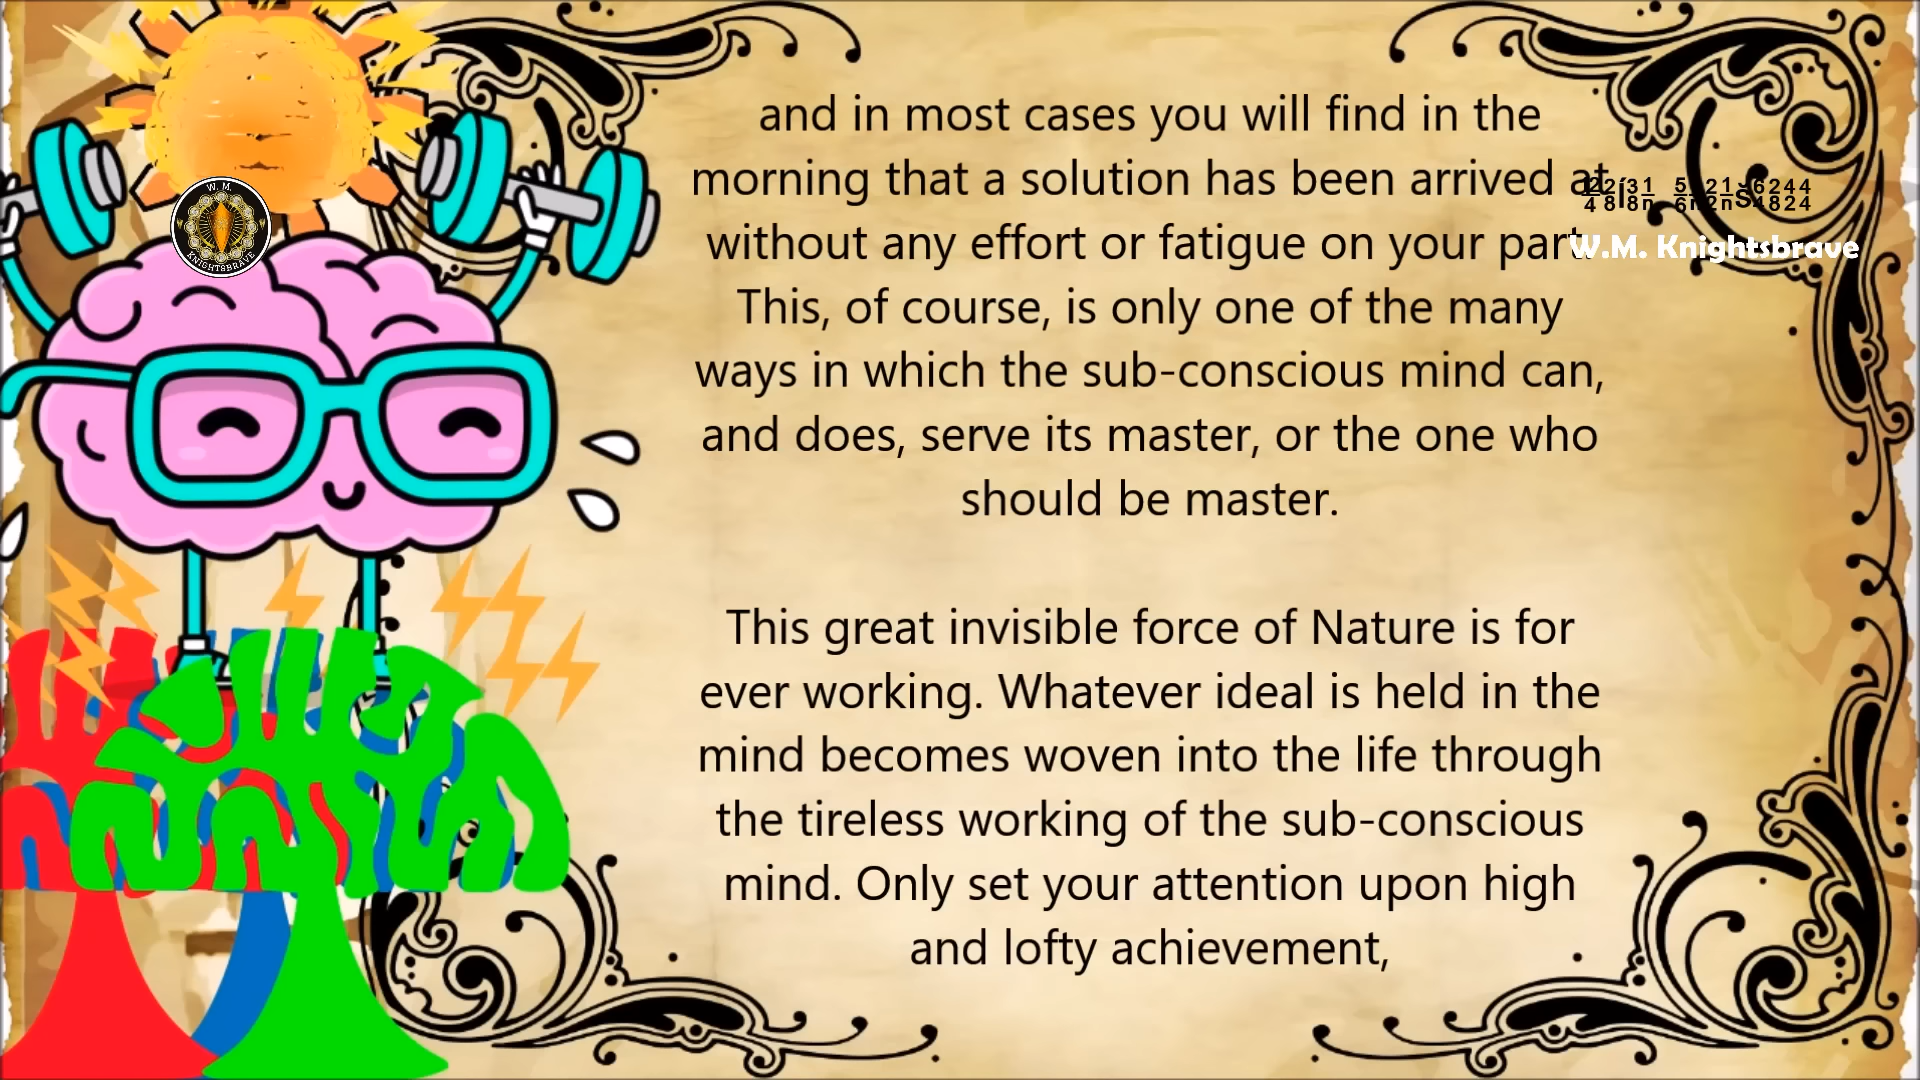 and in most cases you will find in the
morning that a solution has been arrived at
without any effort or fatigue on your part
This, of course, is only one of the many
ways in which the sub-conscious mind can,
and does, serve its master, or the one who
should be master.
This great invisible force of Nature is for
ever working. Whatever ideal is held in the
mind becomes woven into the life through
the tireless working of the sub-conscious
mind. Only set your attention upon high
and lofty achievement,
W.M. Knightsbrave
W. M.
KNIGHTSBRAVE